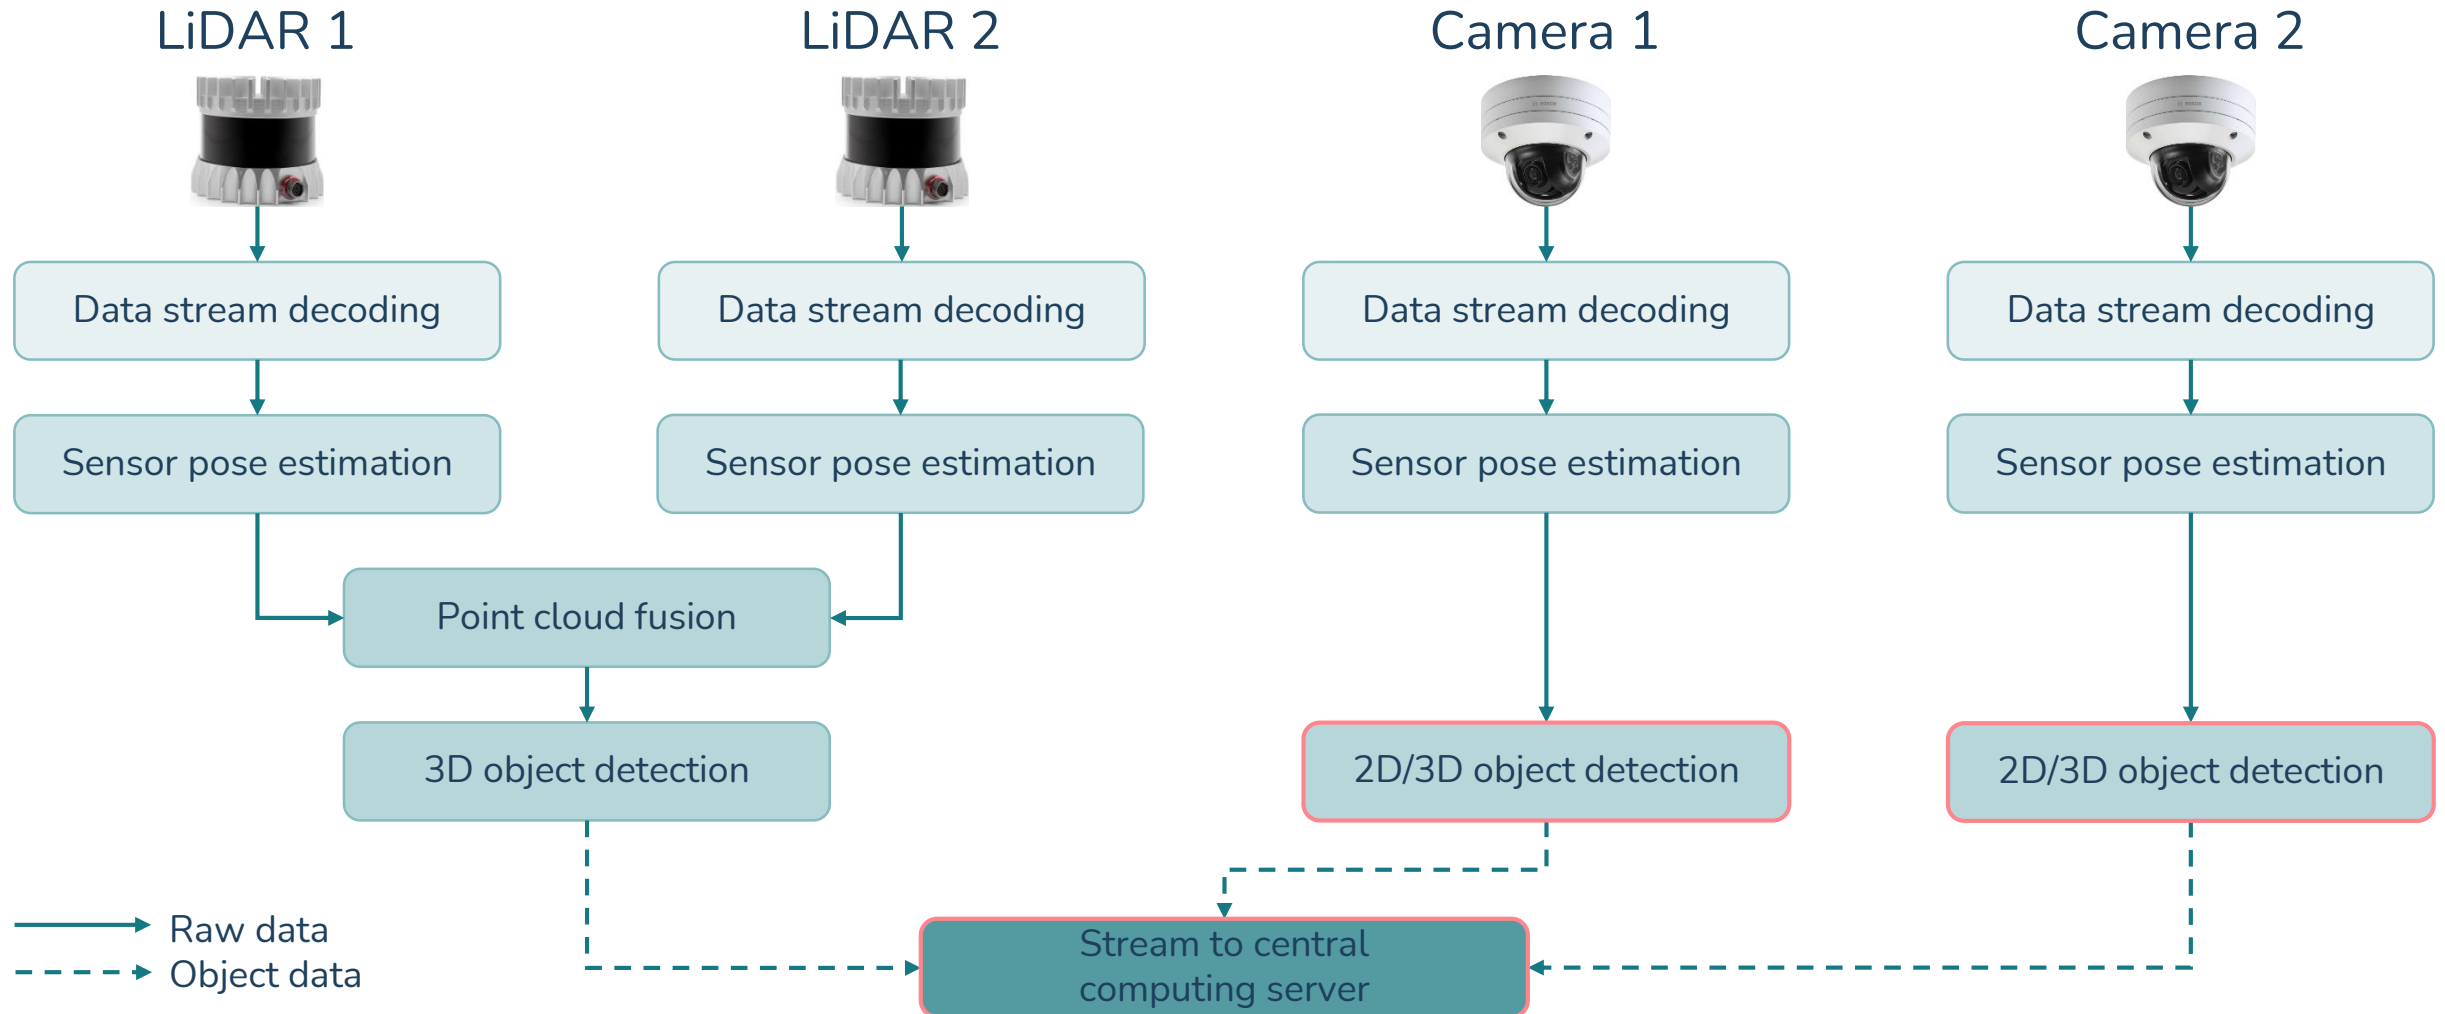 LiDAR 1
LiDAR 2
Camera 1
Camera 2
Data stream decoding
Data stream decoding
Data stream decoding
Data stream decoding
Sensor pose estimation
Sensor pose estimation
Sensor pose estimation
Sensor pose estimation
Point cloud fusion
3D object detection
2D/3D object detection
2D/3D object detection
Raw data
Object data
Stream to central
computing server